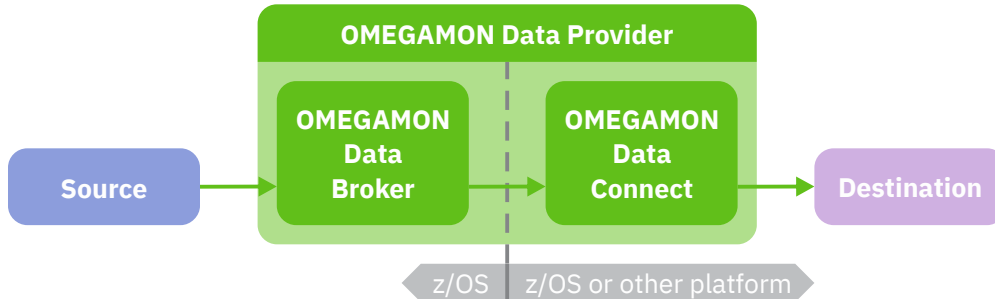 OMEGAMON Data Provider
OMEGAMON
Data
Broker
OMEGAMON
Data
Connect
Source
Destination
z/OS
z/OS or other platform